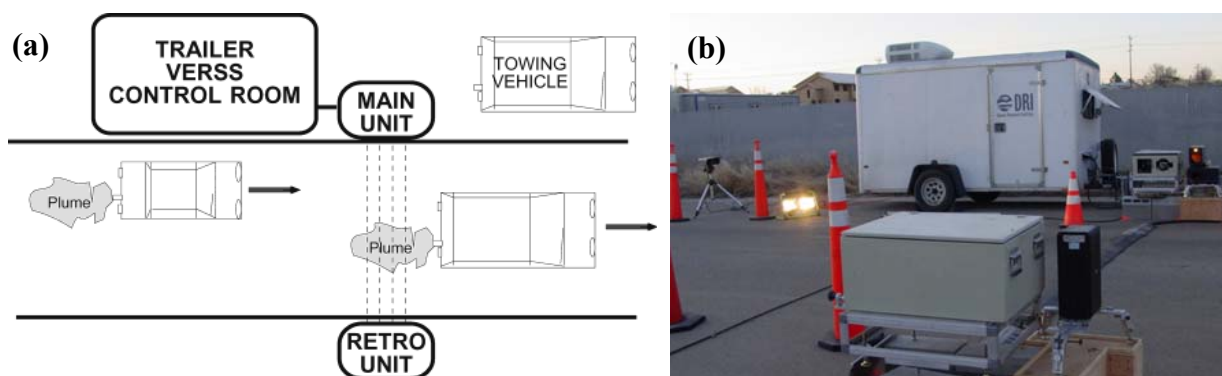 (a)
TRAILER
VERSS
CONTROL ROOM
MAIN
UNIT
TOWING
VEHICLE
Plume
Plume
RETRO
UNIT
(b)
DRI